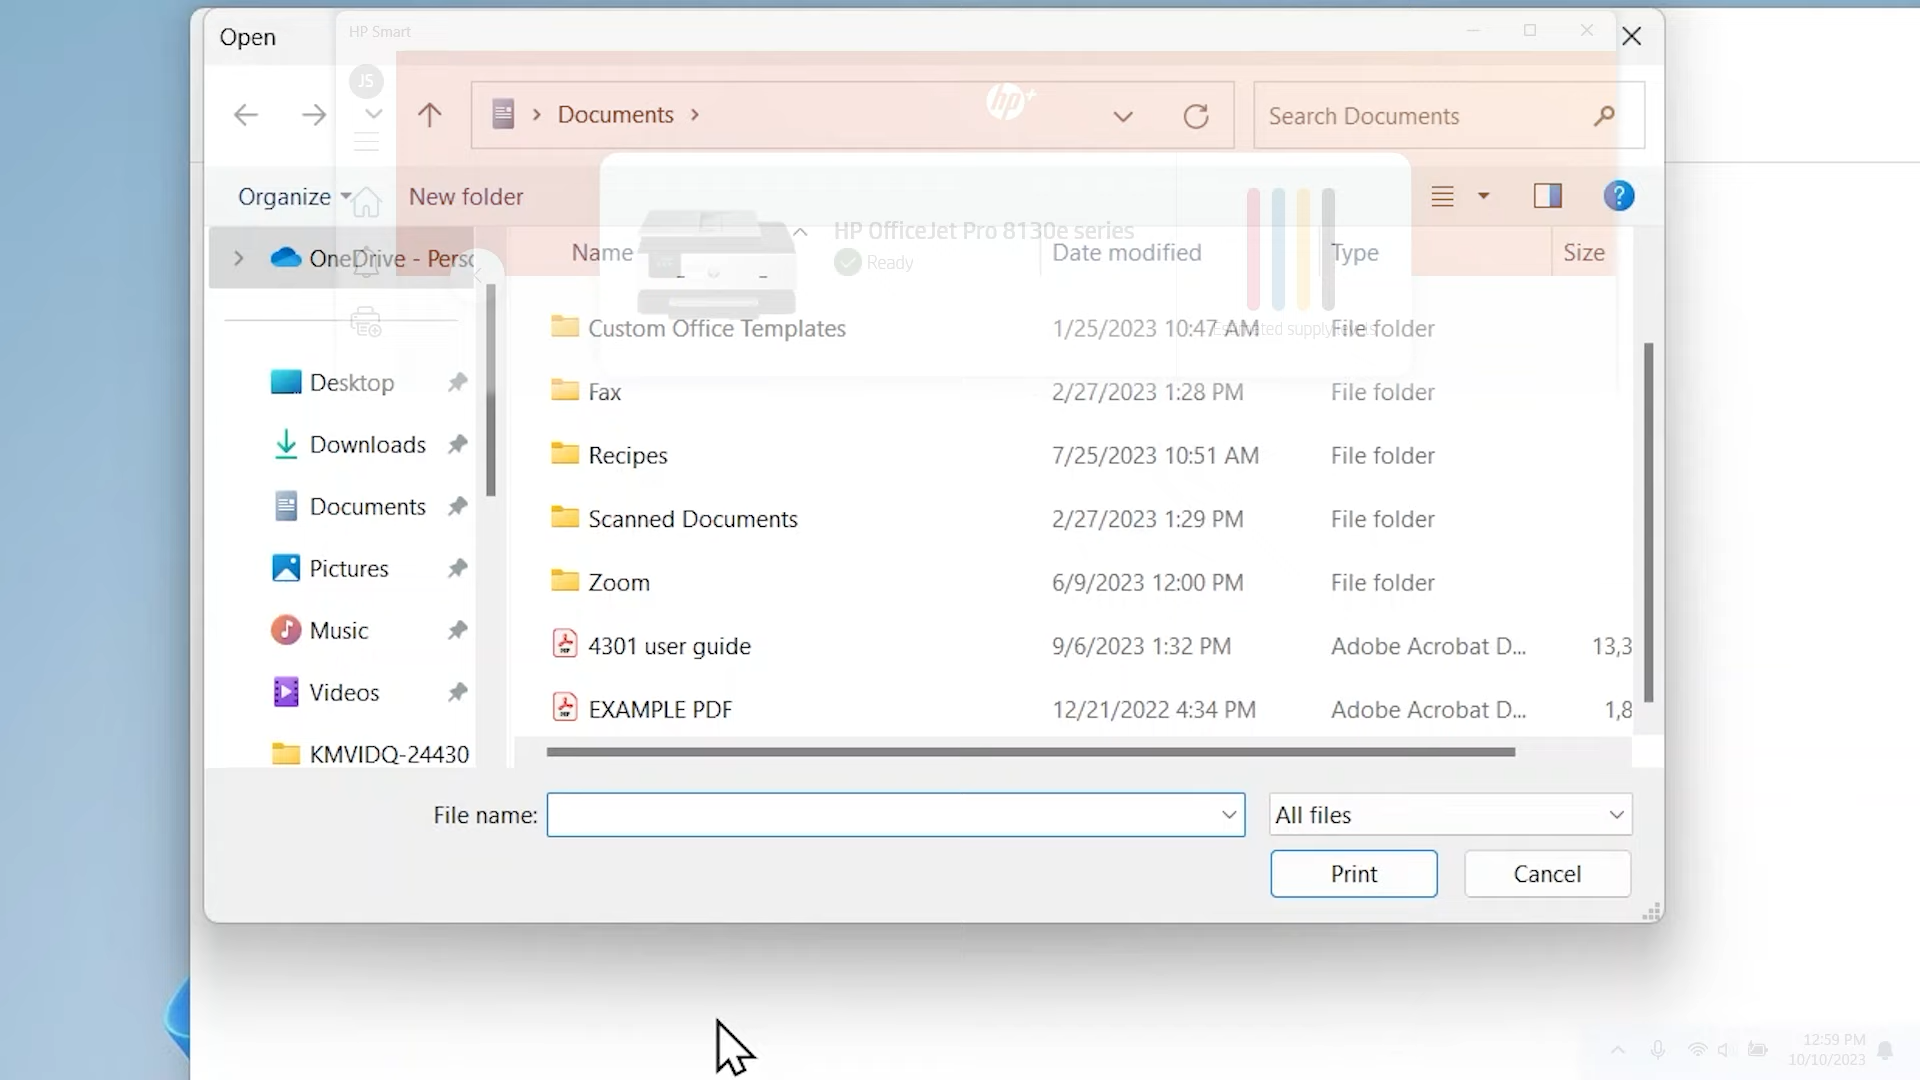 Open
HP Smart
JS
Documents
hp+
Search Documents
Organize
New folder
HP OfficeJet Pro 8130e series
Ready
OneDrive - Perso
Name
Date modified
Type
Size
Custom Office Templates 1/25/2023 10:47 AM File folder
Fax 2/27/2023 1:28 PM File folder
Recipes 7/25/2023 10:51 AM File folder
Scanned Documents 2/27/2023 1:29 PM File folder
Zoom 6/9/2023 12:00 PM File folder
4301 user guide 9/6/2023 1:32 PM Adobe Acrobat D... 13,3
EXAMPLE PDF 12/21/2022 4:34 PM Adobe Acrobat D... 1,8
Desktop
Downloads
Documents
Pictures
Music
Videos
KMVIDQ-24430
File name:
All files
Print
Cancel
12:59 PM
10/10/2023